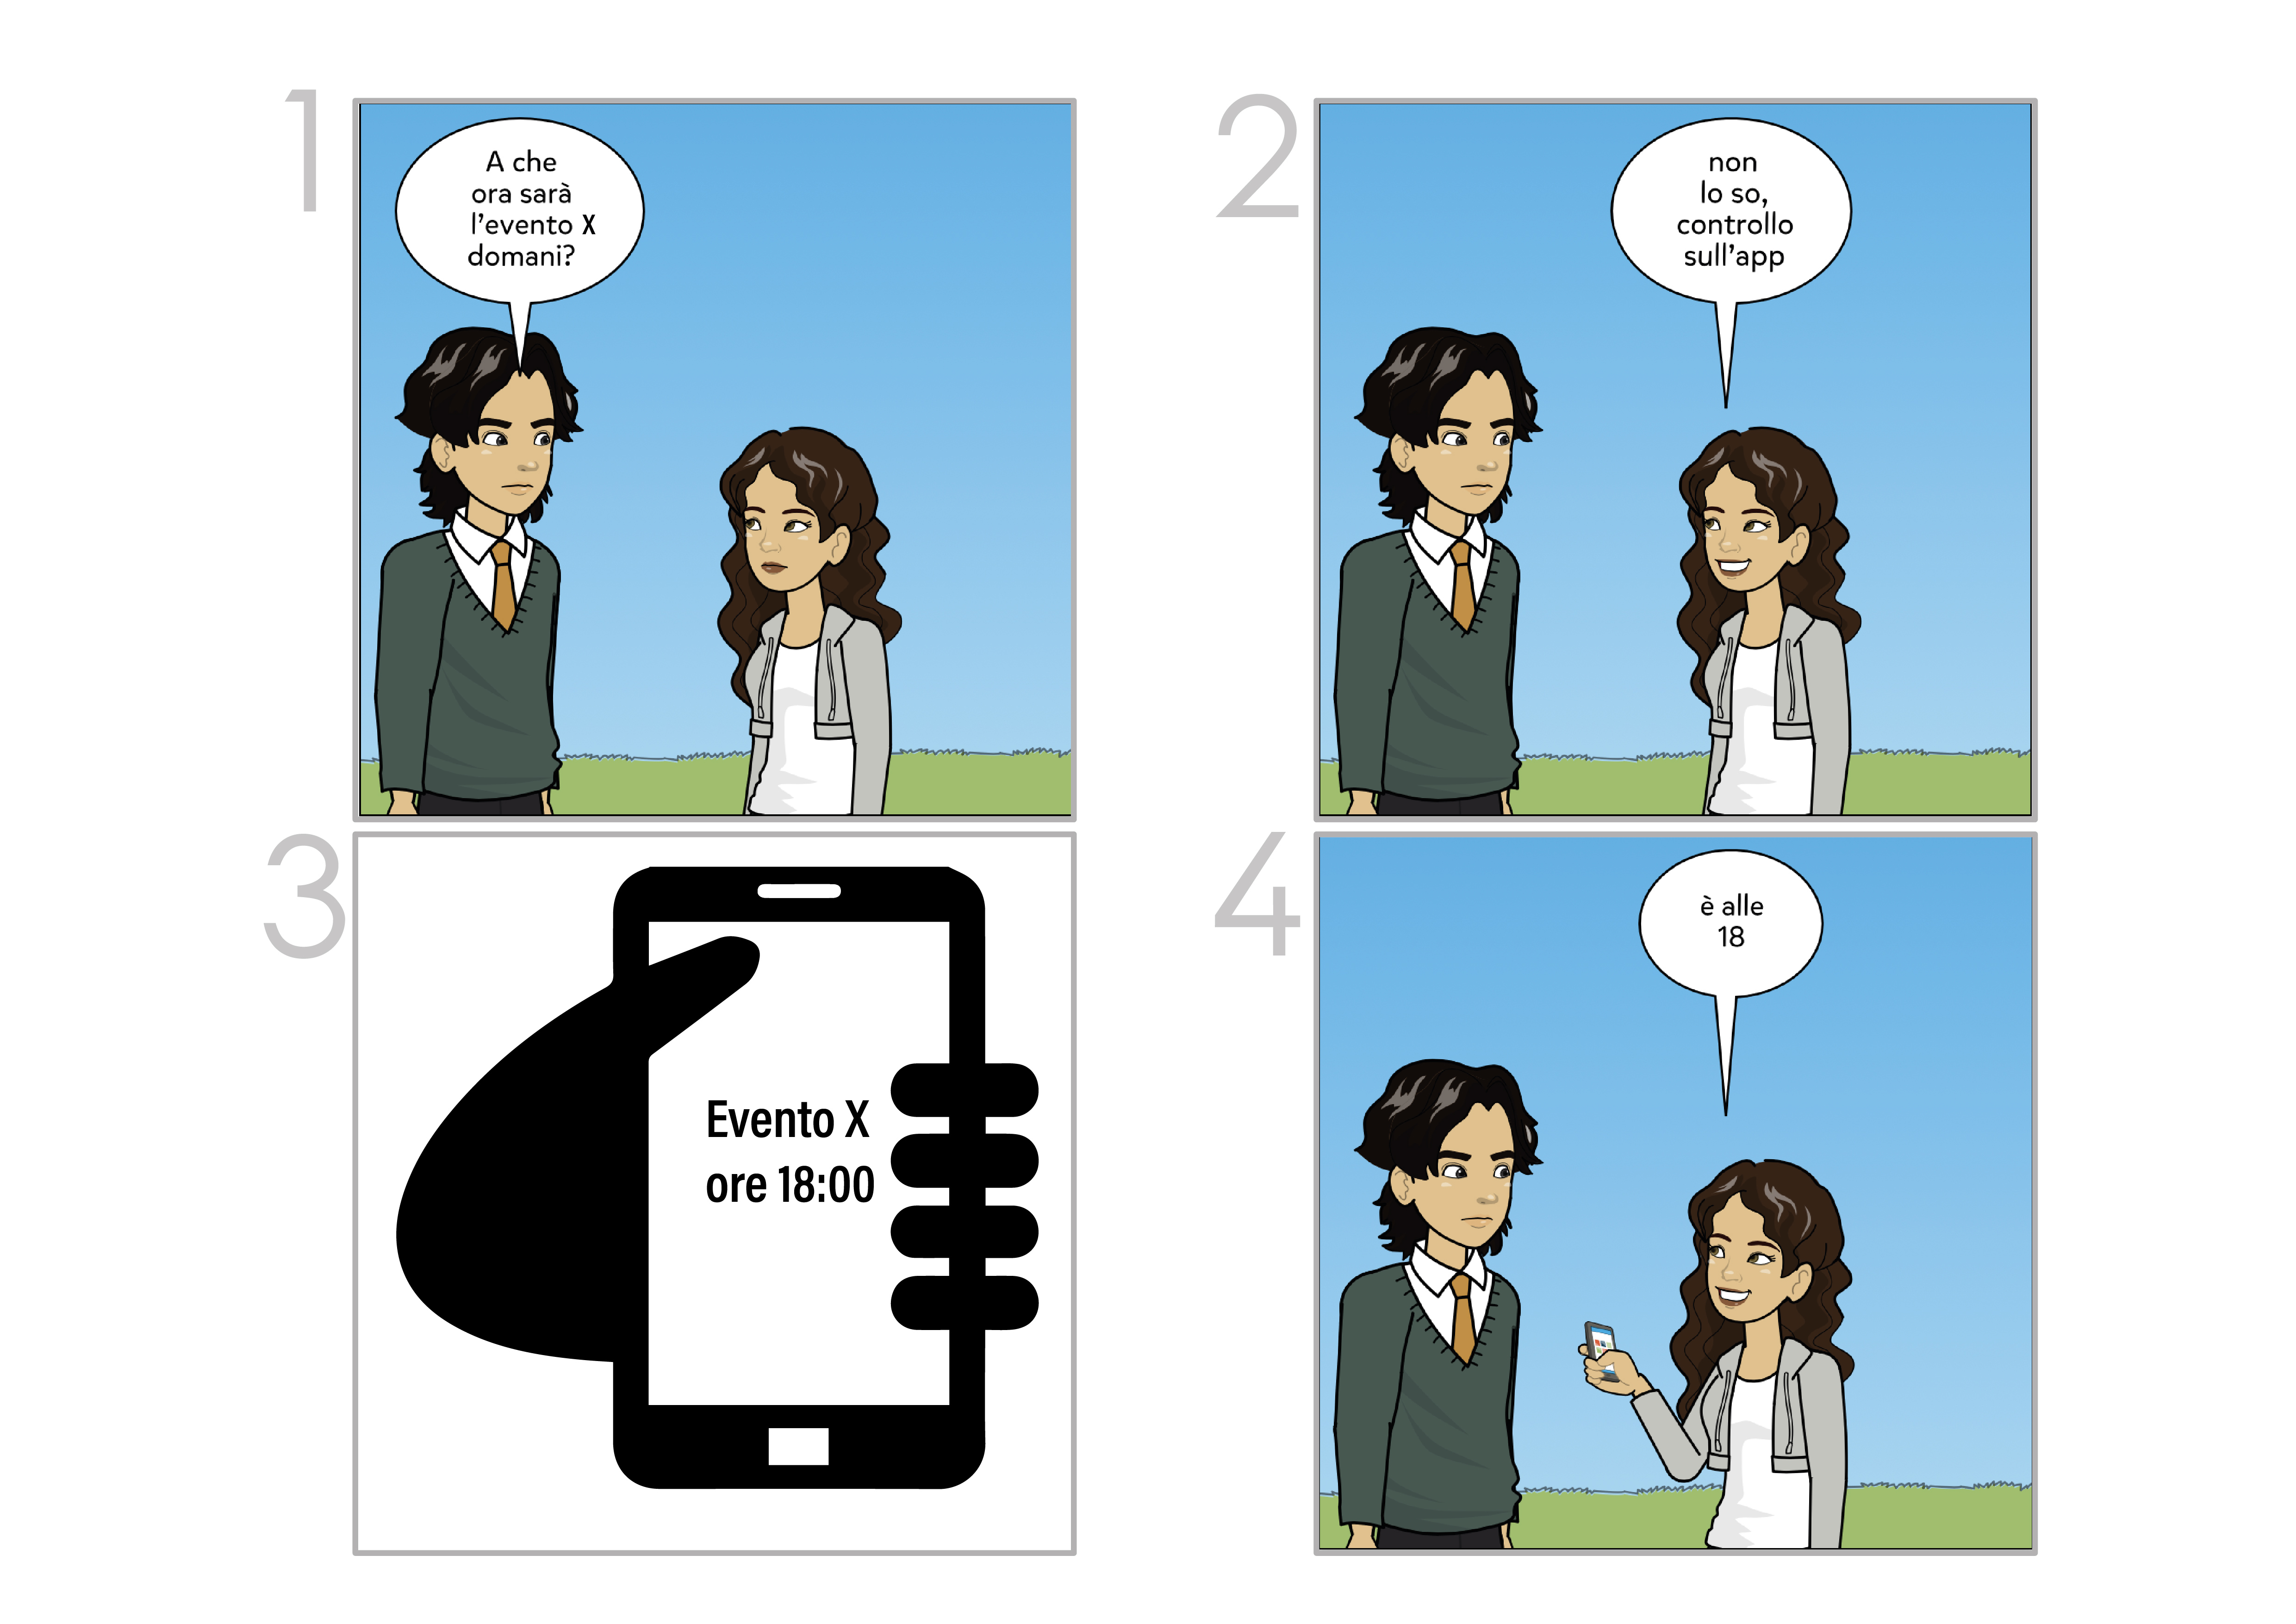 1
A che
ora sarà
l'evento X
domani?
2
non
lo so,
controllo
sull'app
3
Evento X
ore 18:00
4
è alle
18